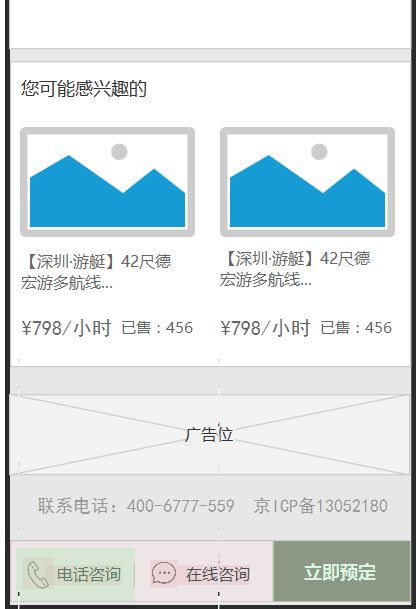 您可能感兴趣的
【深圳·游艇】42尺德
宏游多航线...
¥798/小时 已售：456
【深圳·游艇】42尺德
宏游多航线...
¥798/小时 已售：456
广告位
联系电话：400-6777-559 京ICP备13052180
电话咨询 在线咨询 立即预定